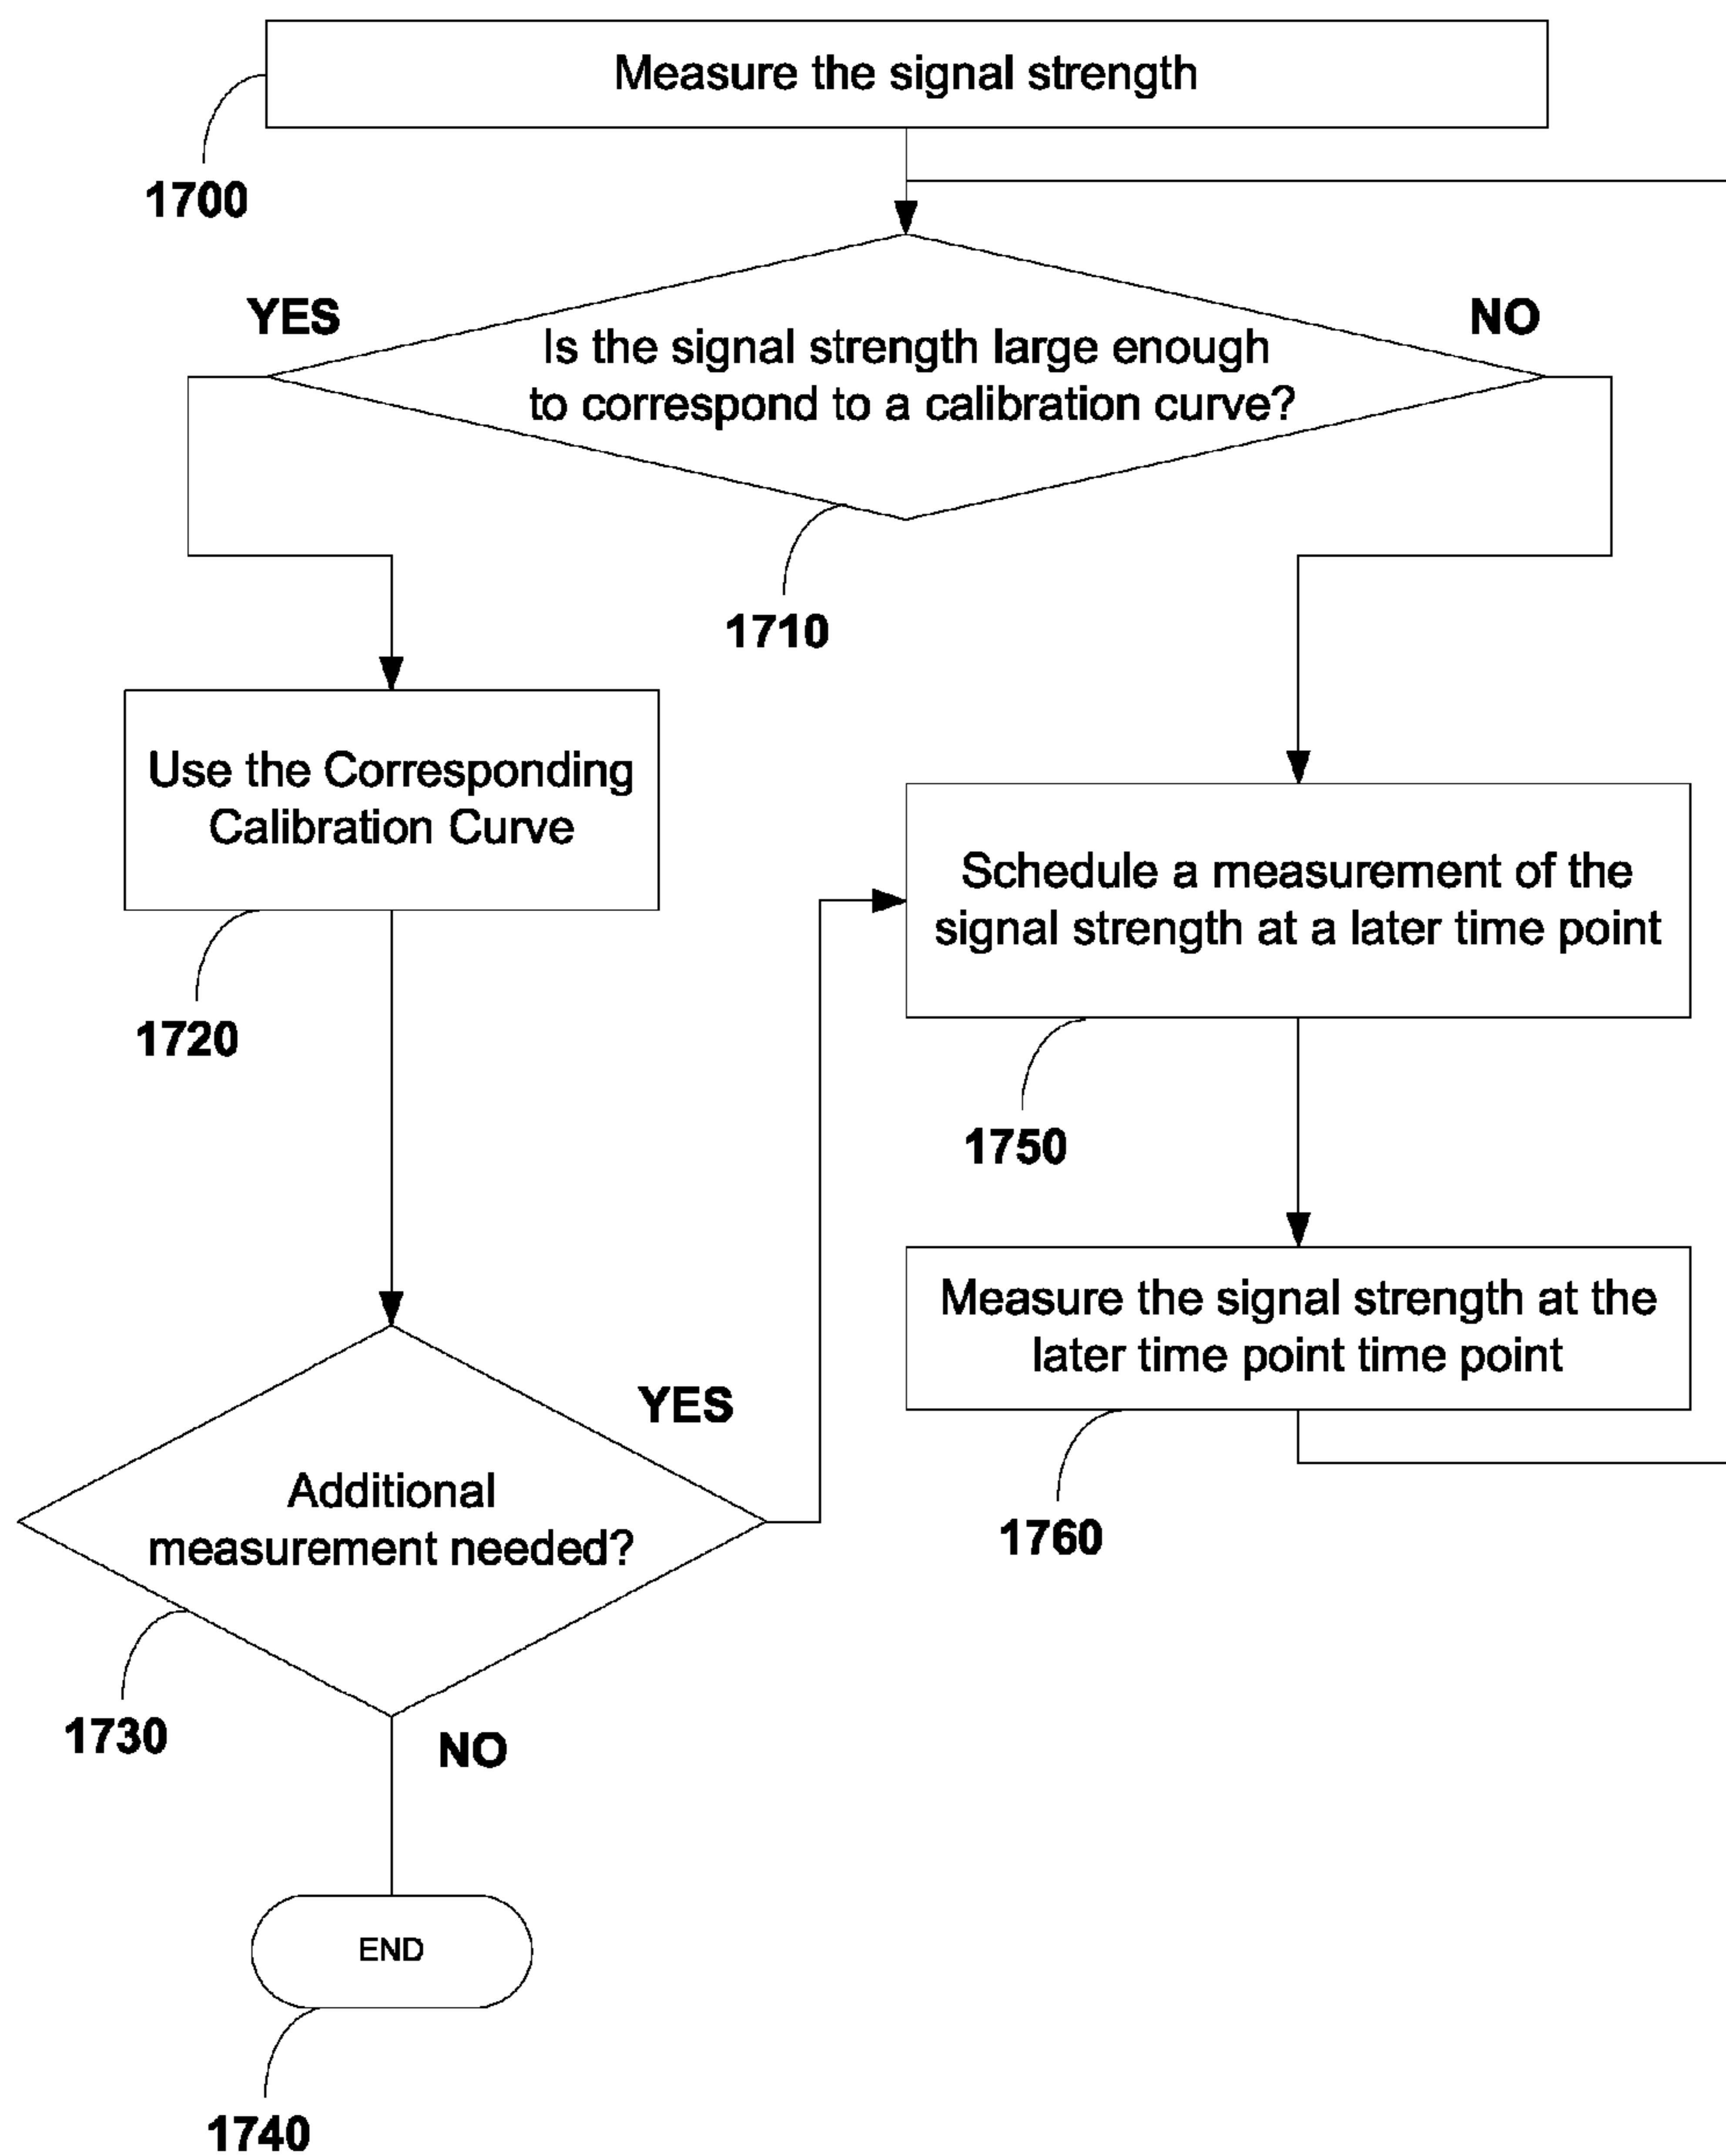 Measure the signal strength
1700
YES
NO
Is the signal strength large enough
to correspond to a calibration curve?
1710
Use the Corresponding
Calibration Curve
1720
Schedule a measurement of the
signal strength at a later time point
1750
Measure the signal strength at the
later time point time point
1760
YES
Additional
measurement needed?
1730
NO
END
1740